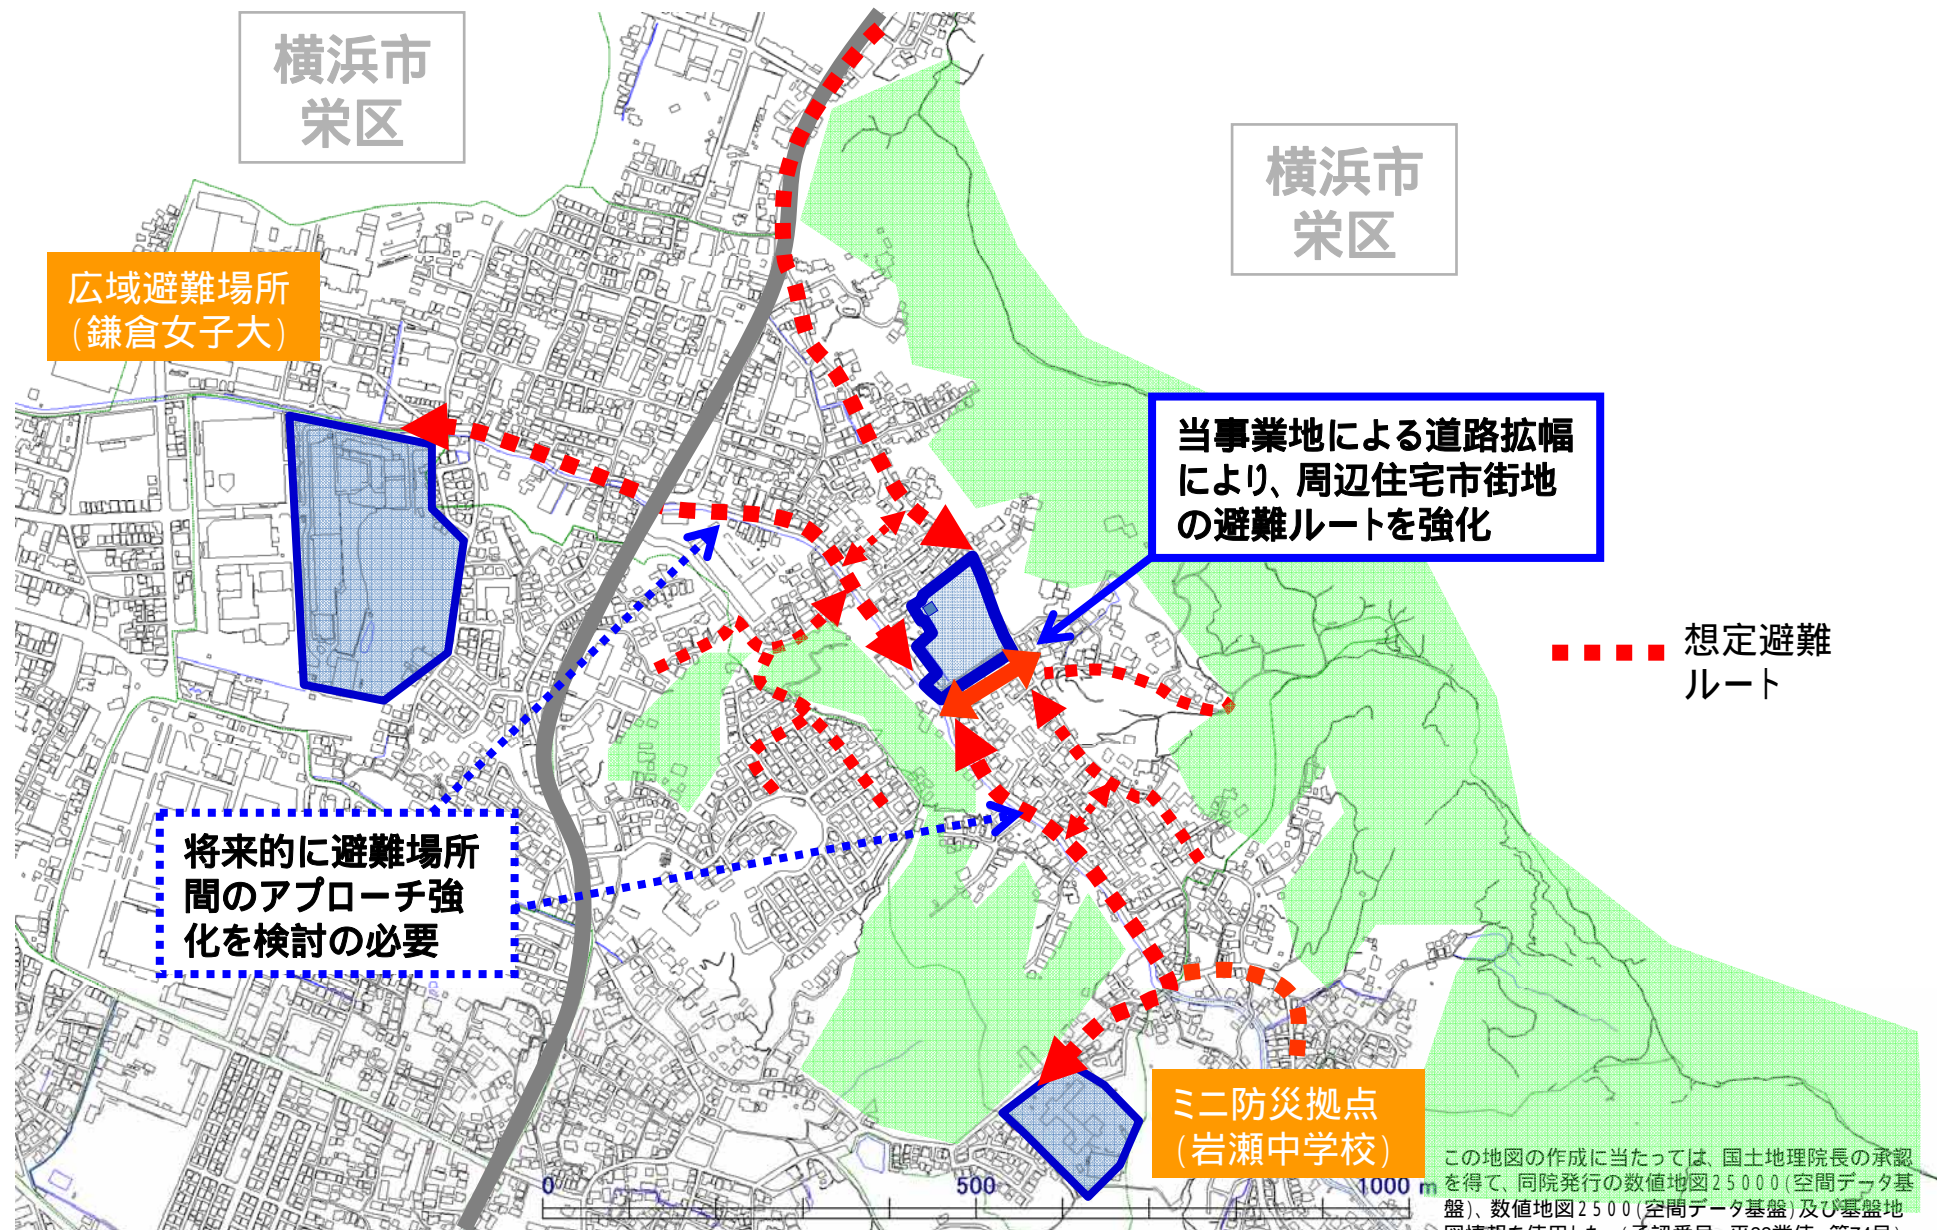 横浜市
栄区
横浜市
栄区
広域避難場所
(鎌倉女子大)
当事業地による道路拡幅
により、周辺住宅市街地
の避難ルートを強化
想定避難
ルート
将来的に避難場所
間のアプローチ強
化を検討の必要
ミニ防災拠点
(岩瀬中学校)
0 500 1000 m
この地図の作成に当たっては、国土地理院長の承認
を得て、同院発行の数値地図25000(空間データ基
盤)、数値地図2500(空間データ基盤)及び基盤地